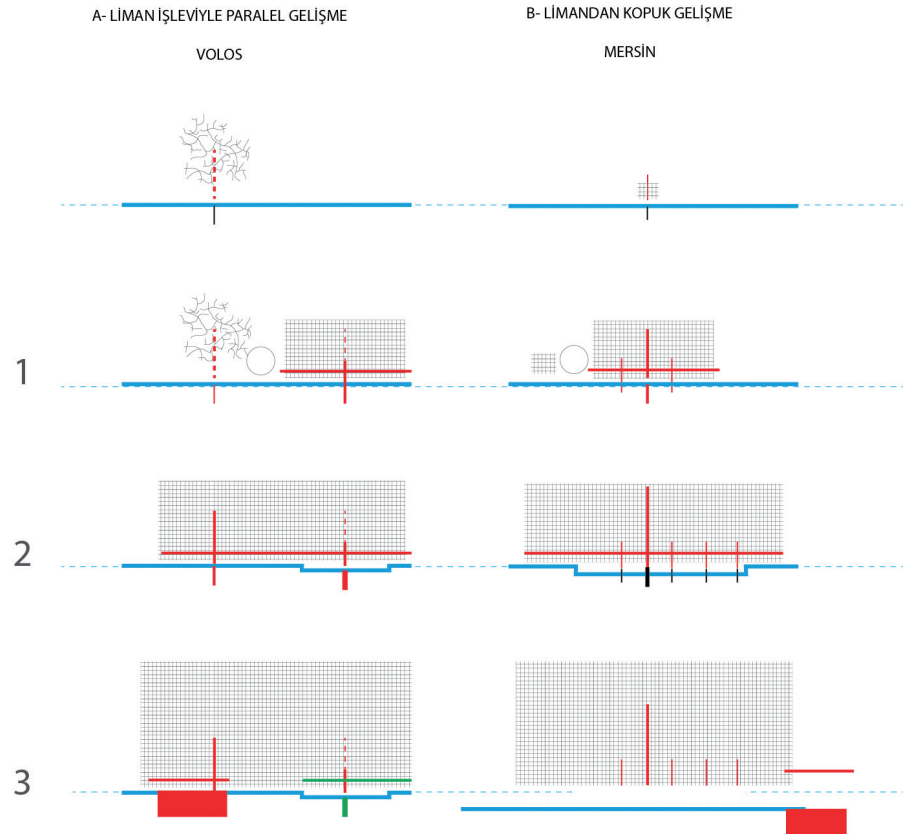 A- LİMAN İŞLEVİYLE PARALEL GELİŞME
VOLOS
B- LİMANDAN KOPUK GELİŞME
MERSİN
1
2
3